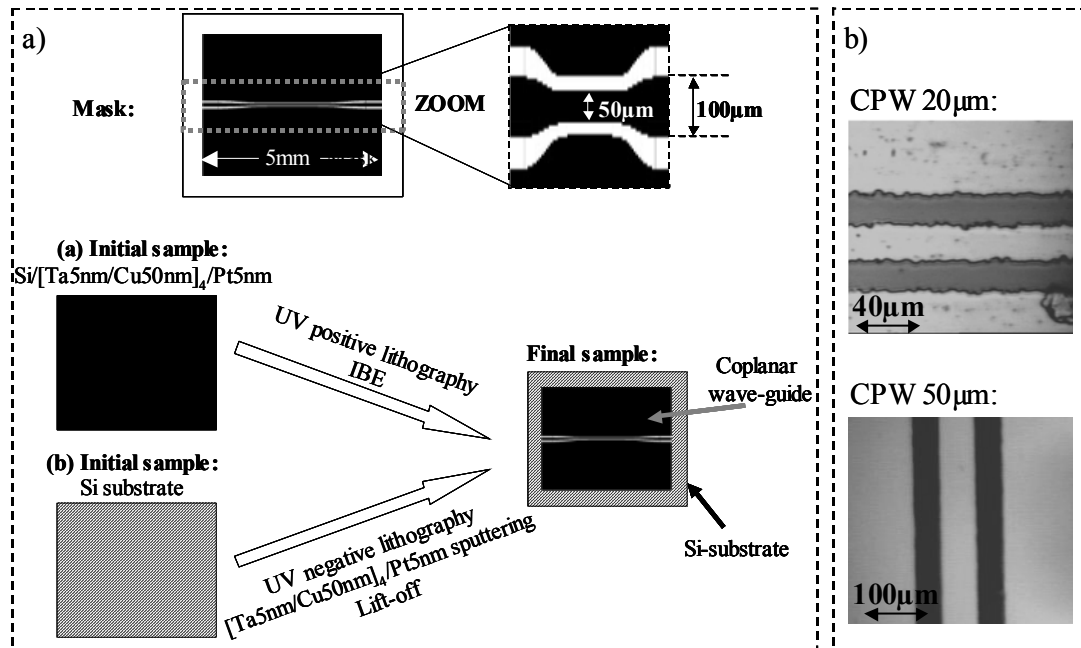 a)
Mask:
5mm
ZOOM
50µm
100µm
(a) Initial sample:
Si/[Ta5nm/Cu50nm]4/Pt5nm
UV positive lithography
IBE
(b) Initial sample:
Si substrate
UV negative lithography
[Ta5nm/Cu50nm]4/Pt5nm sputtering
Lift-off
Final sample:
Coplanar
wave-guide
Si-substrate
b)
CPW 20µm:
40µm
CPW 50µm:
100µm